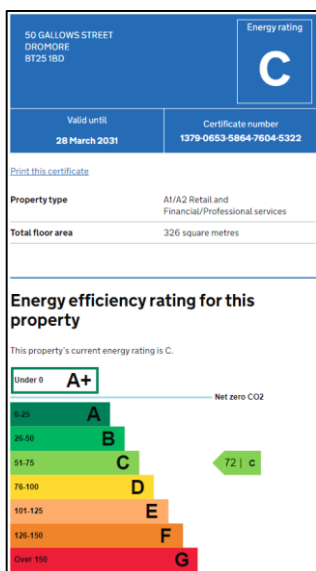 50 GALLOWS STREET
DROMORE
BT25 1BD
Energy rating
C
Valid until
28 March 2031
Certificate number
1379-0653-5864-7604-5322
Print this certificate
Property type
A1/A2 Retail and
Financial/Professional services
Total floor area
326 square metres
Energy efficiency rating for this
property
This property's current energy rating is C.
Under 0 A+
Net zero CO2
0-25 A
26-50 B
51-75 C
72 | C
76-100 D
101-125 E
126-150 F
Over 150 G